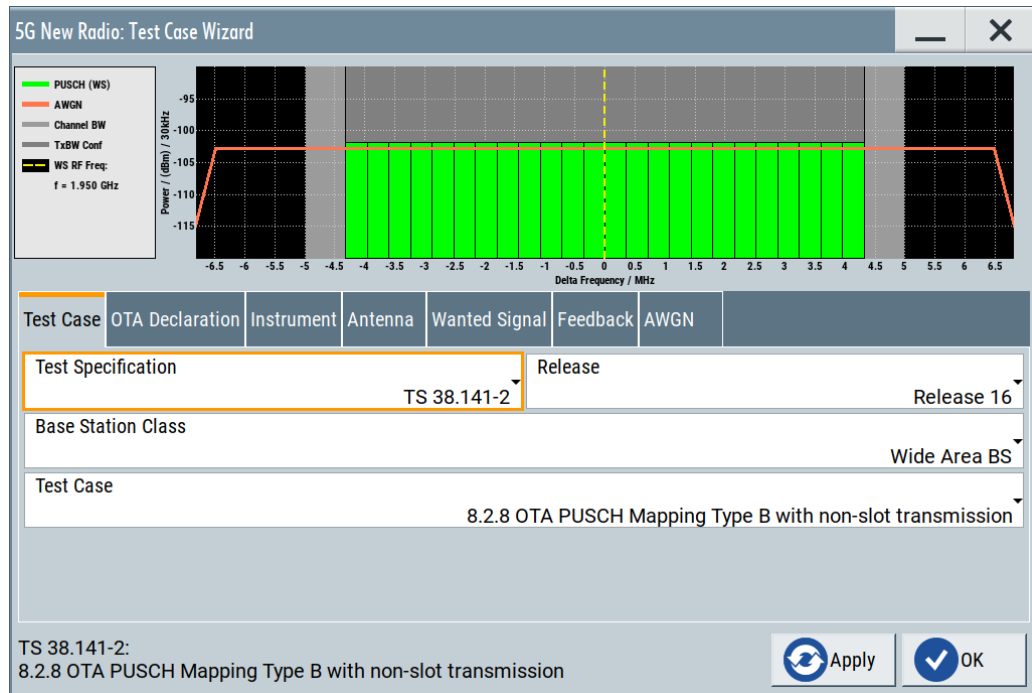 5G New Radio: Test Case Wizard
PUSCH (WS)
AWGN
Channel BW
TxBW Conf
WS RF Freq:
f = 1.950 GHz
Power / (dBm) / 30kHz
-95
-100
-105
-110
-115
-6.5 -6 -5.5 -5 -4.5 -4 -3.5 -3 -2.5 -2 -1.5 -1 -0.5 0 0.5 1 1.5 2 2.5 3 3.5 4 4.5 5 5.5 6 6.5
Delta Frequency / MHz
Test Case OTA Declaration Instrument Antenna Wanted Signal Feedback AWGN
Test Specification
TS 38.141-2
Release
Release 16
Base Station Class
Wide Area BS
Test Case
8.2.8 OTA PUSCH Mapping Type B with non-slot transmission
TS 38.141-2:
8.2.8 OTA PUSCH Mapping Type B with non-slot transmission
Apply
OK